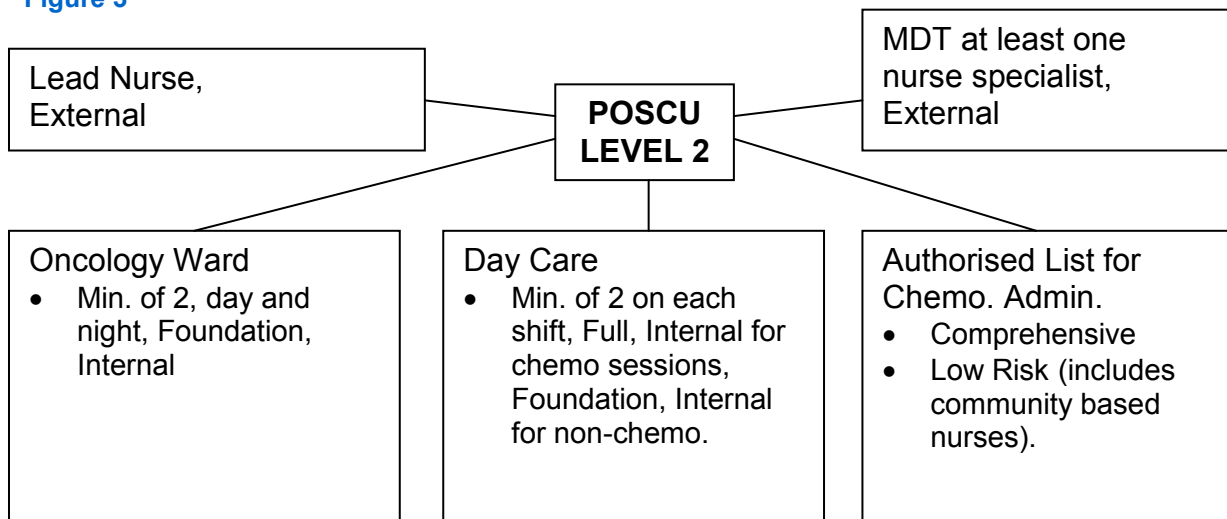 Figure 3
Lead Nurse,
External
POSCU
LEVEL 2
MDT at least one
nurse specialist,
External
Oncology Ward
• Min. of 2, day and
night, Foundation,
Internal
Day Care
• Min. of 2 on each
shift, Full, Internal for
chemo sessions,
Foundation, Internal
for non-chemo.
Authorised List for
Chemo. Admin.
• Comprehensive
• Low Risk (includes
community based
nurses).